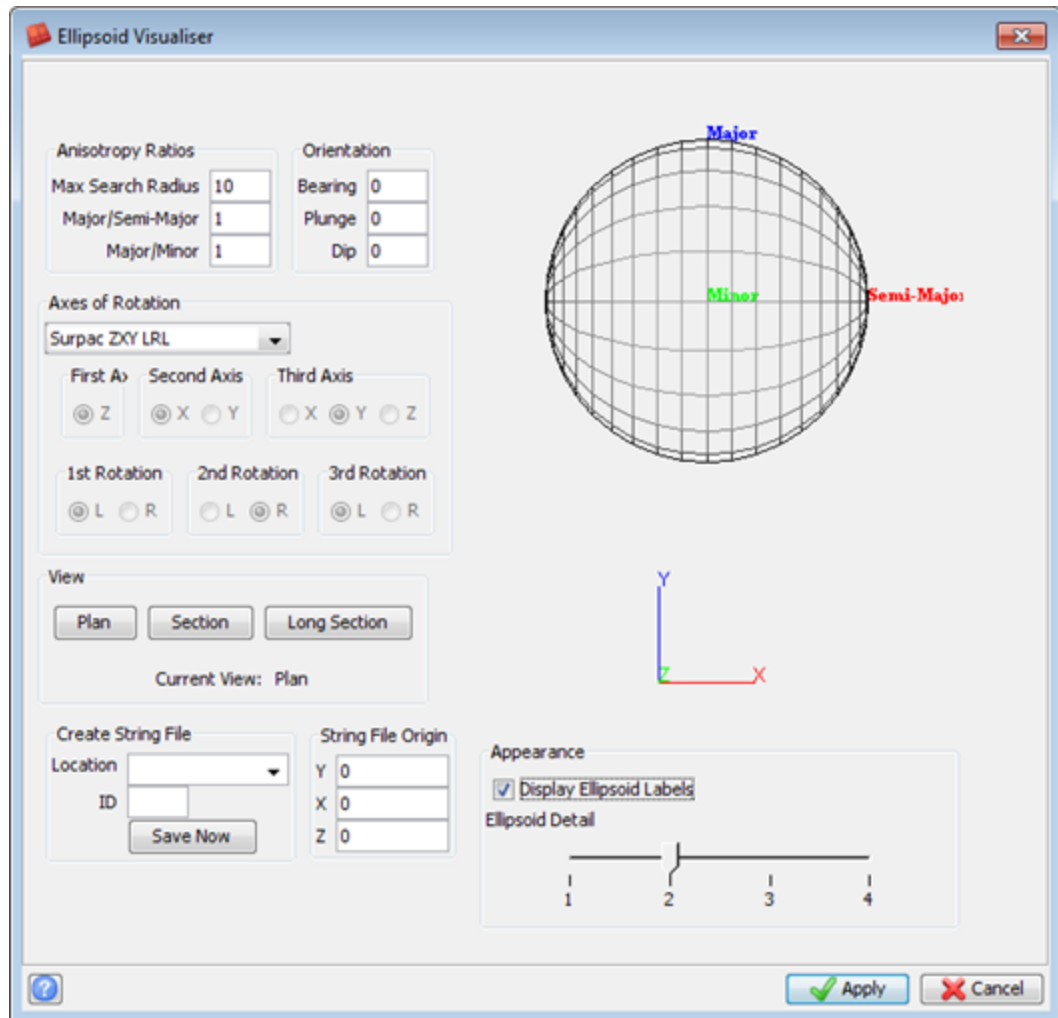 Ellipsoid Visualiser
Anisotropy Ratios
Max Search Radius 10
Major/Semi-Major 1
Major/Minor 1
Orientation
Bearing 0
Plunge 0
Dip 0
Major
Minor
Semi-Major
Axes of Rotation
Surpac ZXY LRL
First A
Z
Second Axis
X Y
Third Axis
X Y Z
1st Rotation
L R
2nd Rotation
L R
3rd Rotation
L R
View
Plan Section Long Section
Current View: Plan
Y
Z X
Create String File
Location
ID
Save Now
String File Origin
Y 0
X 0
Z 0
Appearance
Display Ellipsoid Labels
Ellipsoid Detail
1 2 3 4
? Apply Cancel